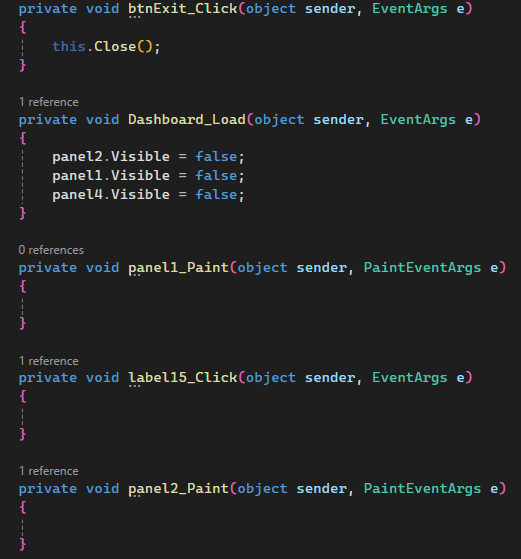 private void btnExit_Click(object sender, EventArgs e)
{
this.Close();
}
1 reference
private void Dashboard_Load(object sender, EventArgs e)
{
panel2.Visible = false;
panel1.Visible = false;
panel4.Visible = false;
}
0 references
private void panel1_Paint(object sender, PaintEventArgs e)
{
}
1 reference
private void label15_Click(object sender, EventArgs e)
{
}
1 reference
private void panel2_Paint(object sender, PaintEventArgs e)
{
}